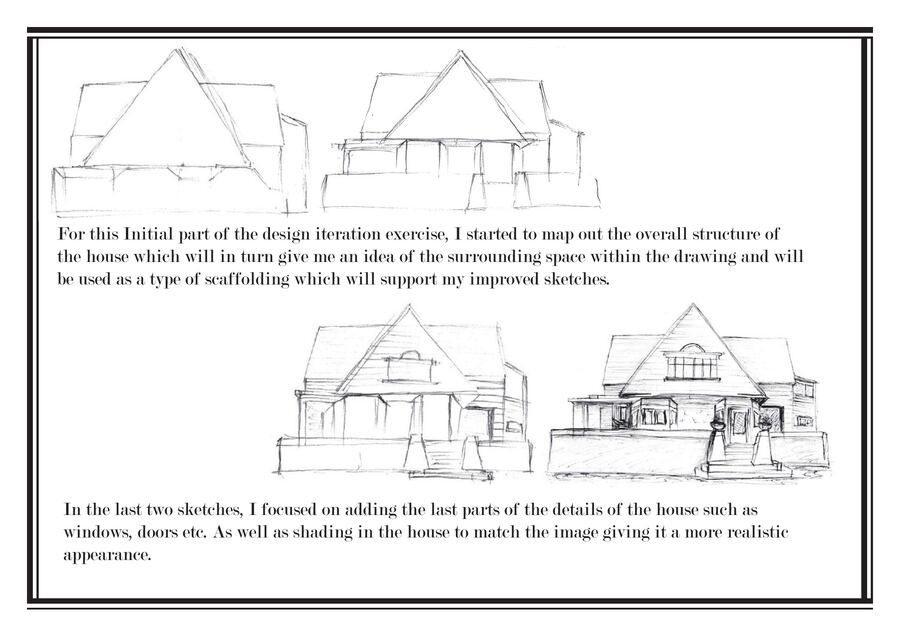 For this Initial part of the design iteration exercise, I started to map out the overall structure of
the house which will in turn give me an idea of the surrounding space within the drawing and will
be used as a type of scaffolding which will support my improved sketches.
In the last two sketches, I focused on adding the last parts of the details of the house such as
windows, doors etc. As well as shading in the house to match the image giving it a more realistic
appearance.